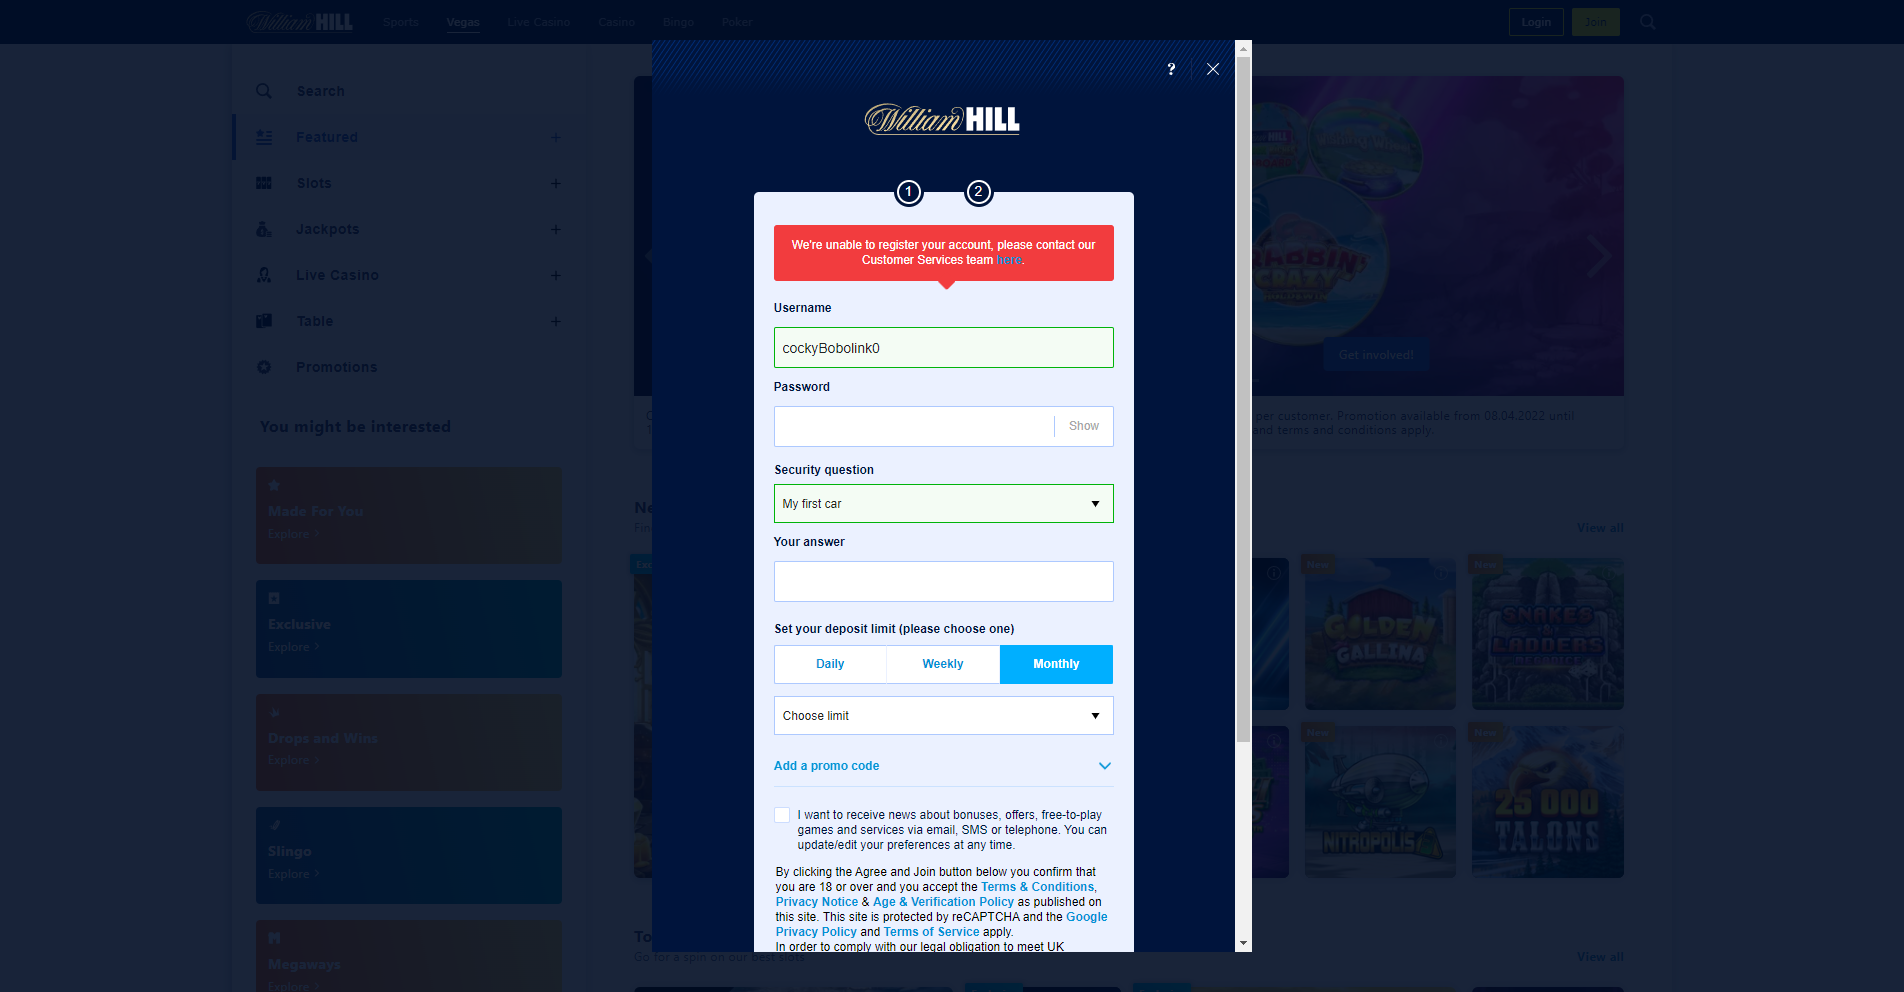 William HILL
Sports
Vegas
Live Casino
Casino
Bingo
Poker
Login
Join
Search
Featured
Slots
Jackpots
Live Casino
Table
Promotions
You might be interested
Made For You
Explore >
Exclusive
Explore >
Drops and Wins
Explore >
Slingo
Explore >
Megaways
Explore >
?
William HILL
1
2
We're unable to register your account, please contact our
Customer Services team here.
Username
cockyBobolink0
Password
Show
Security question
My first car
Your answer
Set your deposit limit (please choose one)
Daily
Weekly
Monthly
Choose limit
Add a promo code
I want to receive news about bonuses, offers, free-to-play
games and services via email, SMS or telephone. You can
update/edit your preferences at any time.
By clicking the Agree and Join button below you confirm that
you are 18 or over and you accept the Terms & Conditions,
Privacy Notice & Age & Verification Policy as published on
this site. This site is protected by reCAPTCHA and the Google
Privacy Policy and Terms of Service apply.
In order to comply with our legal obligation to meet UK
Get involved!
per customer. Promotion available from 08.04.2022 until
and terms and conditions apply.
View all
New
GOLDEN
GALLINA
New
SNAKES
&
LADDERS
MEGADICE
New
NITROPOLIS
New
25 000
TALONS
Go for a spin on our best slots
View all